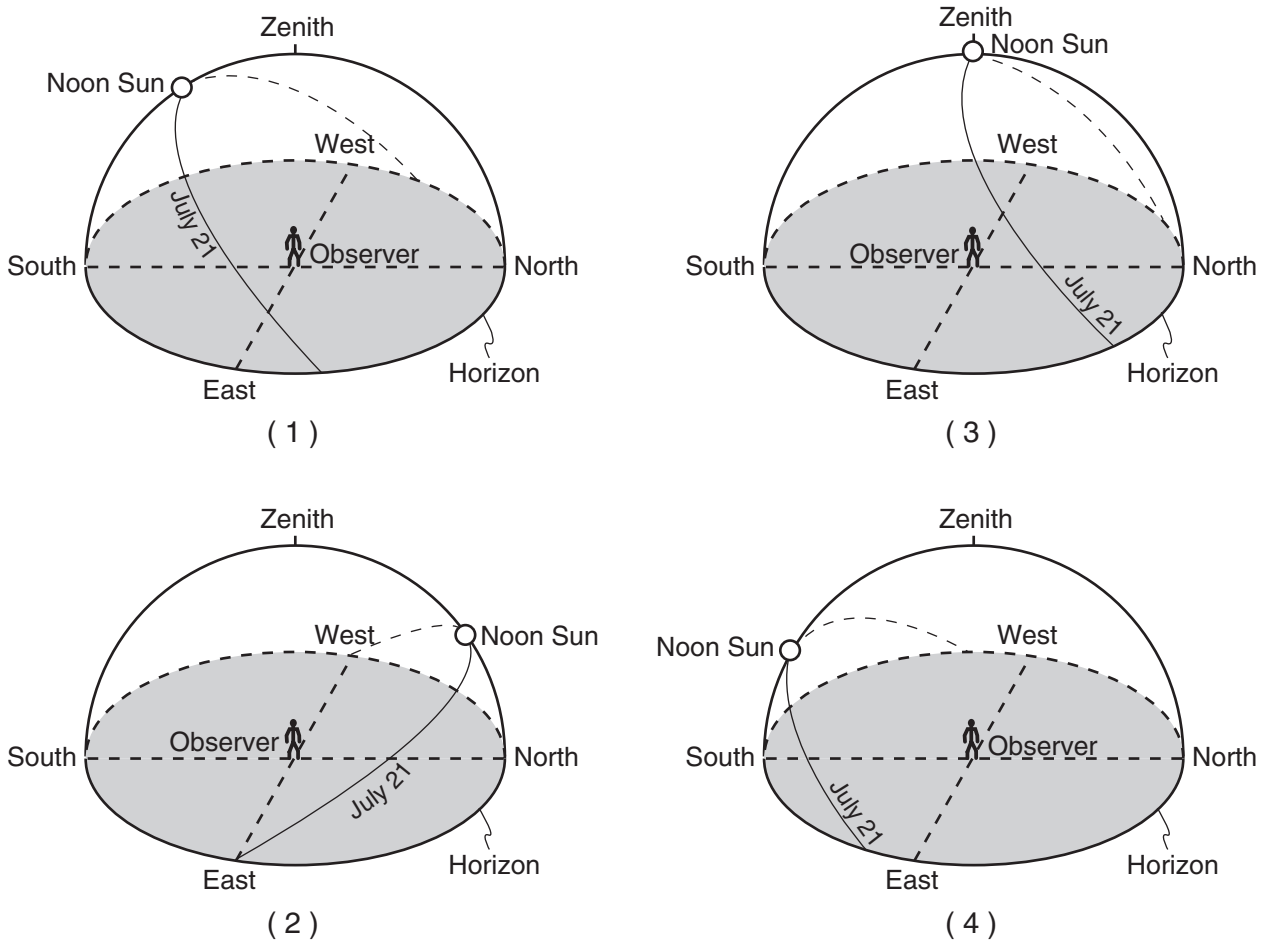 Zenith
Noon Sun
West
July 21
Observer
South
North
Horizon
East
( 1 )
Zenith
Noon Sun
West
Observer
South
North
July 21
Horizon
East
( 3 )
Zenith
West
Noon Sun
Observer
South
North
July 21
Horizon
East
( 2 )
Zenith
Noon Sun
West
Observer
South
North
July 21
Horizon
East
( 4 )